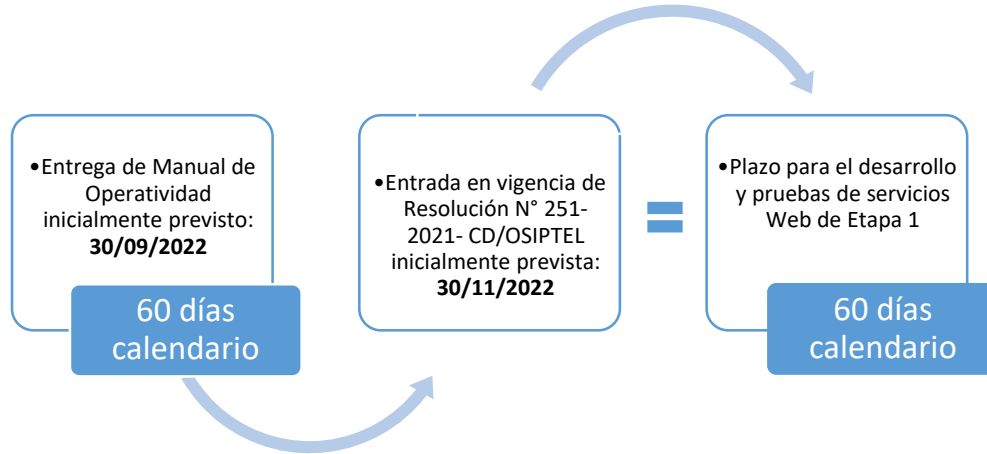 •Entrega de Manual de
Operatividad
inicialmente previsto:
30/09/2022
60 días
calendario
•Entrada en vigencia de
Resolución N° 251-
2021- CD/OSIPTEL
inicialmente prevista:
30/11/2022
=
•Plazo para el desarrollo
y pruebas de servicios
Web de Etapa 1
60 días
calendario